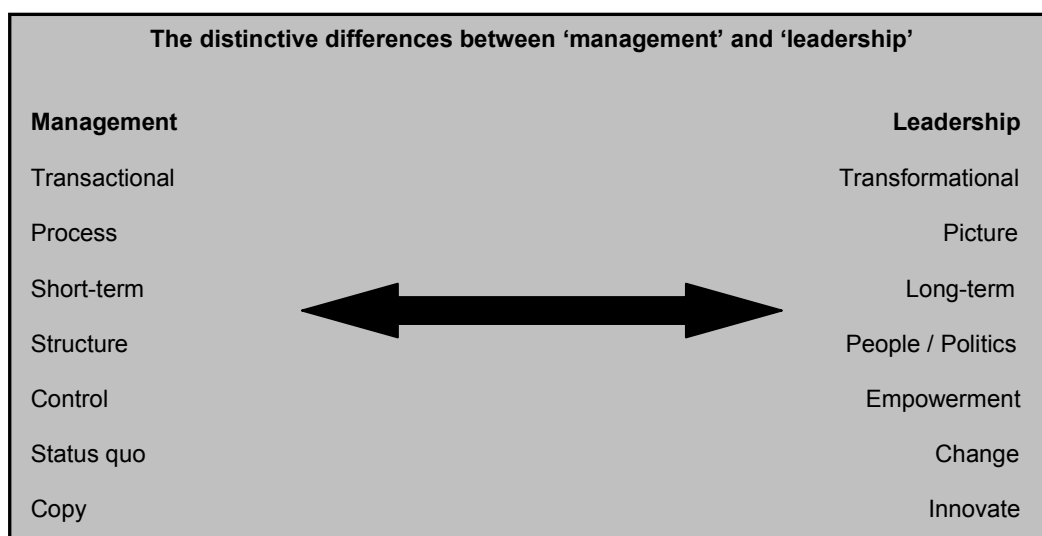 The distinctive differences between ‘management’ and ‘leadership’
Management Leadership
Transactional Transformational
Process Picture
Short-term Long-term
Structure People / Politics
Control Empowerment
Status quo Change
Copy Innovate